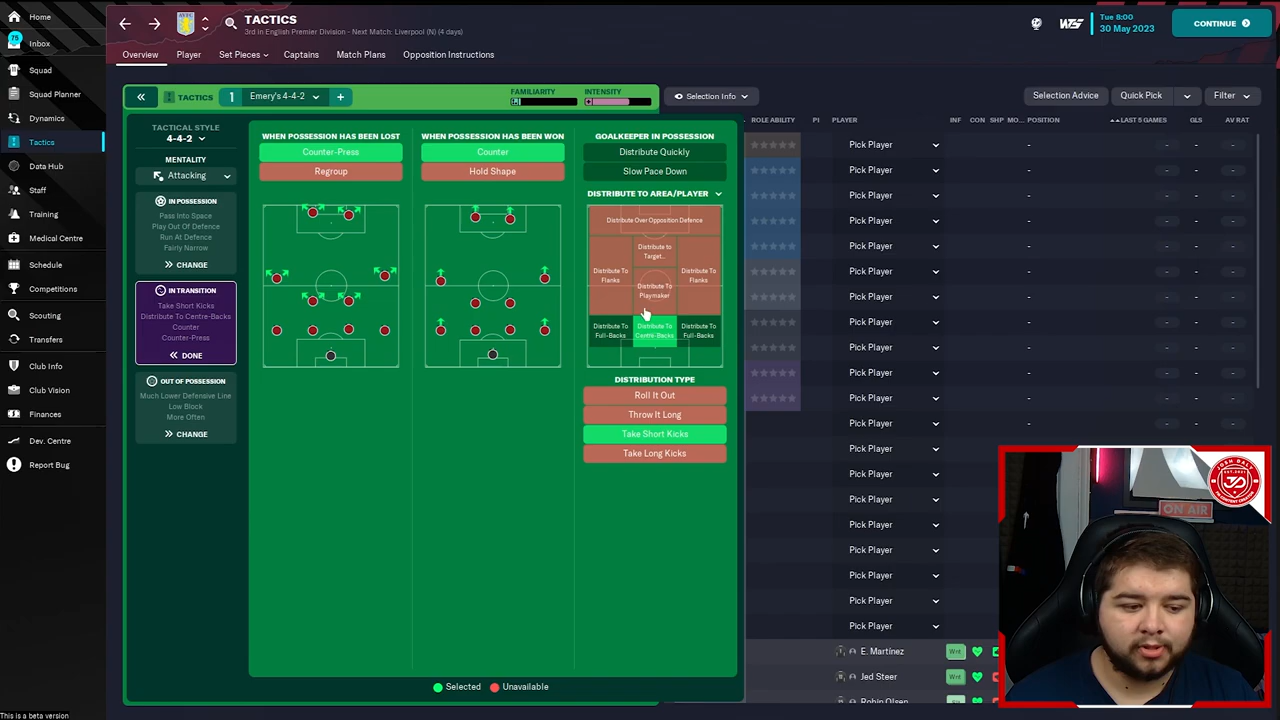 Home
75
Inbox
Squad
Squad Planner
Dynamics
Tactics
Data Hub
Staff
Training
Medical Centre
Schedule
Competitions
Scouting
Transfers
Club Info
Club Vision
Finances
Dev. Centre
Report Bug
This is a beta version
TACTICS
3rd in English Premier Division - Next Match: Liverpool (N) (4 days)
Tue 8:00
30 May 2023
CONTINUE
Overview Player Set Pieces Captains Match Plans Opposition Instructions
TACTICS 1 Emery's 4-4-2 +
FAMILIARITY INTENSITY
Selection Info
Selection Advice Quick Pick Filter
TACTICAL STYLE
4-4-2
MENTALITY
Attacking
IN POSSESSION
Pass Into Space
Play Out Of Defence
Run At Defence
Fairly Narrow
CHANGE
IN TRANSITION
Take Short Kicks
Distribute To Centre-Backs
Counter
Counter-Press
DONE
OUT OF POSSESSION
Much Lower Defensive Line
Low Block
More Often
CHANGE
WHEN POSSESSION HAS BEEN LOST
Counter-Press
Regroup
WHEN POSSESSION HAS BEEN WON
Counter
Hold Shape
GOALKEEPER IN POSSESSION
Distribute Quickly
Slow Pace Down
DISTRIBUTE TO AREA/PLAYER
Distribute Over Opposition Defence
Distribute To
Flanks
Distribute to
Target...
Distribute To
Playmaker
Distribute To
Flanks
Distribute To
Full-Backs
Distribute To
Centre-Backs
Distribute To
Full-Backs
DISTRIBUTION TYPE
Roll It Out
Throw It Long
Take Short Kicks
Take Long Kicks
Selected Unavailable
ROLE ABILITY PI PLAYER INF CON SHP MO... POSITION LAST 5 GAMES GLS AV RAT
Pick Player - - -
Pick Player - - -
Pick Player - - -
Pick Player - - -
Pick Player - - -
Pick Player - - -
Pick Player - - -
Pick Player - - -
Pick Player - - -
Pick Player - - -
Pick Player - - -
Pick Player - - -
Pick Player
Pick Player
Pick Player
Pick Player
Pick Player
Pick Player
Pick Player
Pick Player
E. Martínez Wnt
Jed Steer Wnt
Robin Olsen
JOSH DALY
JD
ON AIR